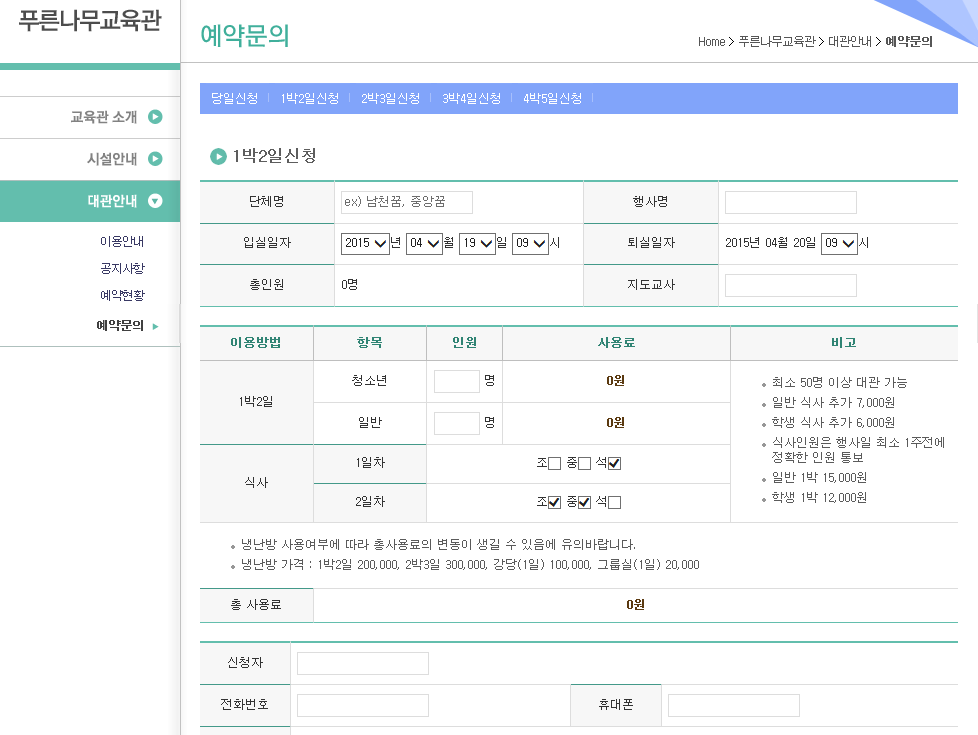 푸른나무교육관
예약문의
Home > 푸른나무교육관 > 대관안내 > 예약문의
교육관 소개
시설안내
대관안내
이용안내
공지사항
예약현황
예약문의
당일신청 | 1박2일신청 | 2박3일신청 | 3박4일신청 | 4박5일신청 |
1박2일신청
단체명 ex) 남천꿈, 중앙꿈 행사명
입실일자 2015 년 04 월 19 일 09 시 퇴실일자 2015년 04월 20일 09 시
총인원 0명 지도교사
이용방법 항목 인원 사용료 비고
1박2일 청소년 명 0원
일반 명 0원
식사 1일차 조 중 석
2일차 조 중 석
최소 50명 이상 대관 가능
일반 식사 추가 7,000원
학생 식사 추가 6,000원
식사인원은 행사일 최소 1주전에
정확한 인원 통보
일반 1박 15,000원
학생 1박 12,000원
냉난방 사용여부에 따라 총사용료의 변동이 생길 수 있음에 유의바랍니다.
냉난방 가격 : 1박2일 200,000, 2박3일 300,000, 강당(1일) 100,000, 그룹실(1일) 20,000
총 사용료 0원
신청자
전화번호 휴대폰